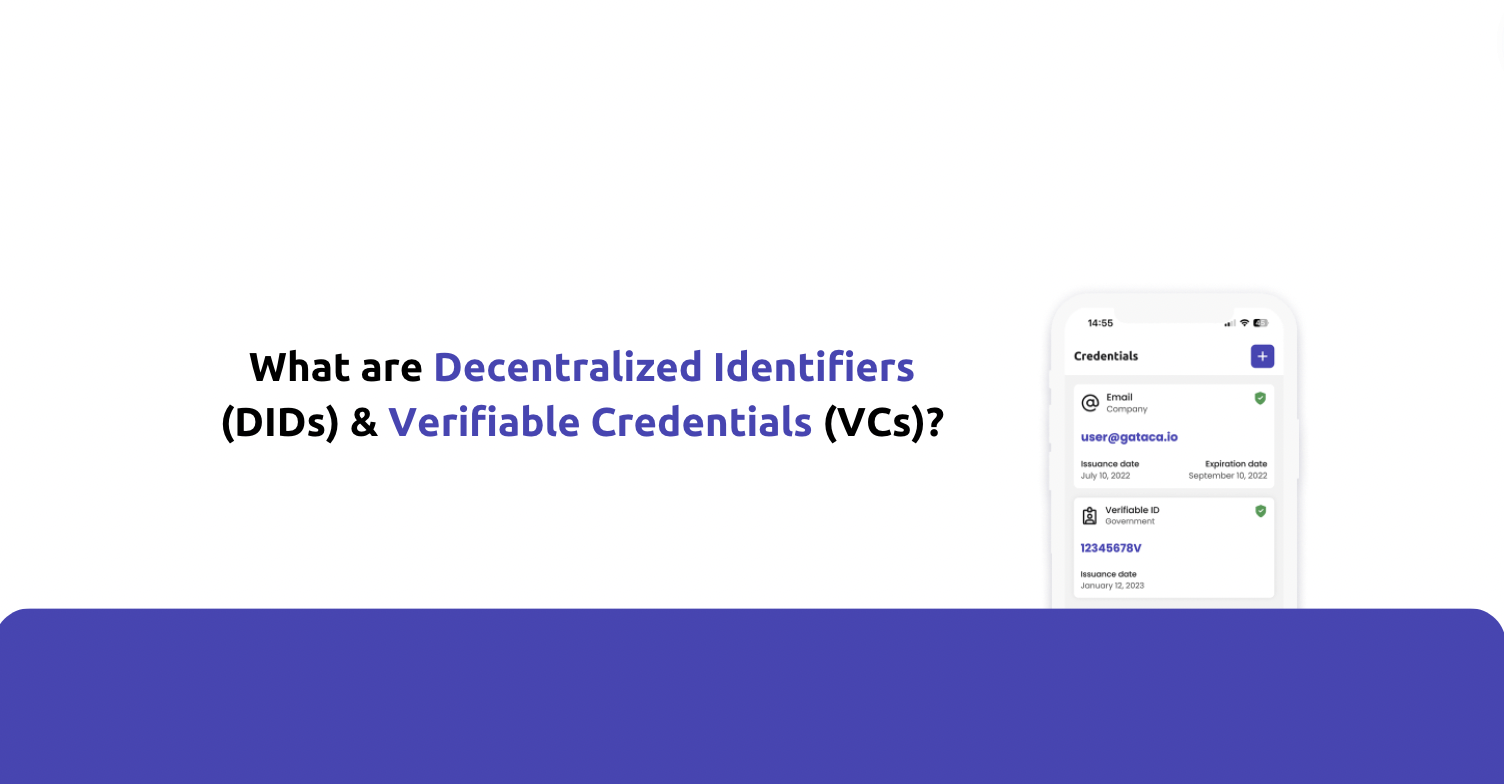 What are Decentralized Identifiers
(DIDs) & Verifiable Credentials (VCs)?
14:55
Credentials
Email
Company
user@gataca.io
Issuance date Expiration date
July 10, 2022 September 10, 2022
Verifiable ID
Government
12345678V
Issuance date
January 12, 2023